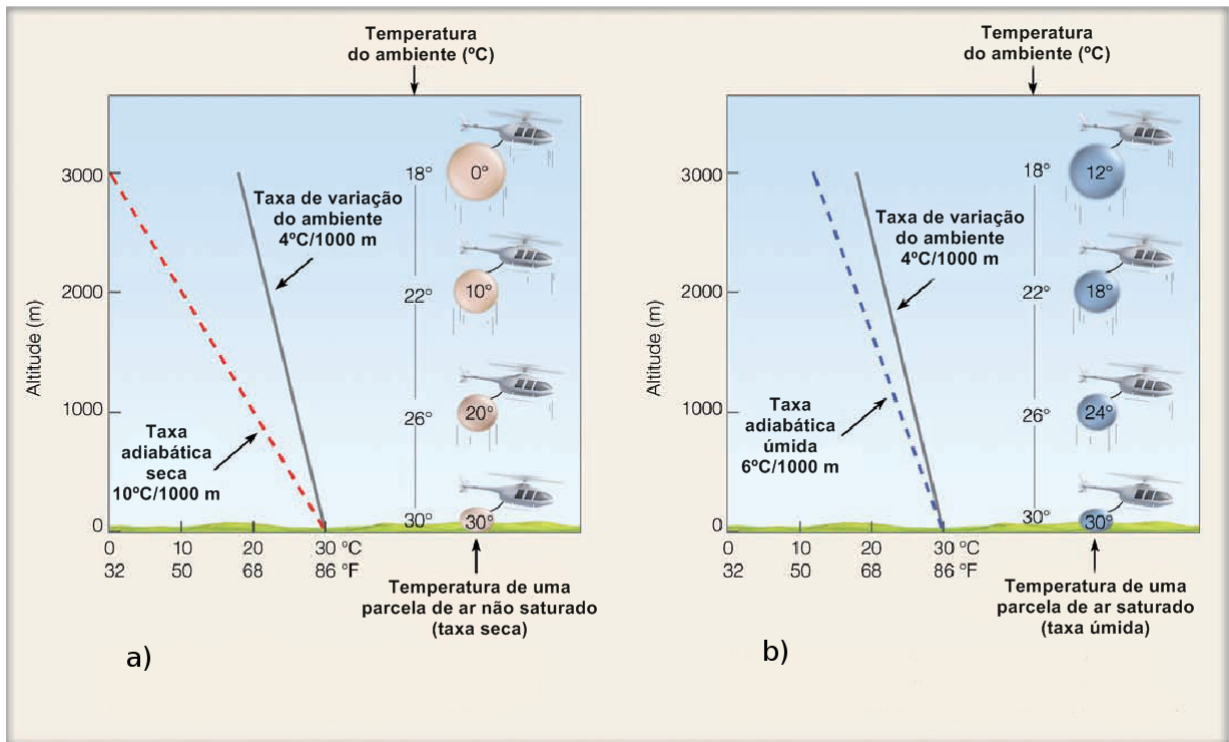 Temperatura
do ambiente (ºC)
3000
2000
1000
0
Altitude (m)
Taxa de variação
do ambiente
4ºC/1000 m
Taxa
adiabática
seca
10ºC/1000 m
18°
22°
26°
30°
0°
10°
20°
30°
0 10 20 30 ºC
32 50 68 86 ºF
Temperatura de uma
parcela de ar não saturado
(taxa seca)
a)
Temperatura
do ambiente (ºC)
3000
2000
1000
0
Altitude (m)
Taxa de variação
do ambiente
4ºC/1000 m
Taxa
adiabática
úmida
6ºC/1000 m
18°
22°
26°
30°
12°
18°
24°
30°
0 10 20 30 ºC
32 50 68 86 ºF
Temperatura de uma
parcela de ar saturado
(taxa úmida)
b)